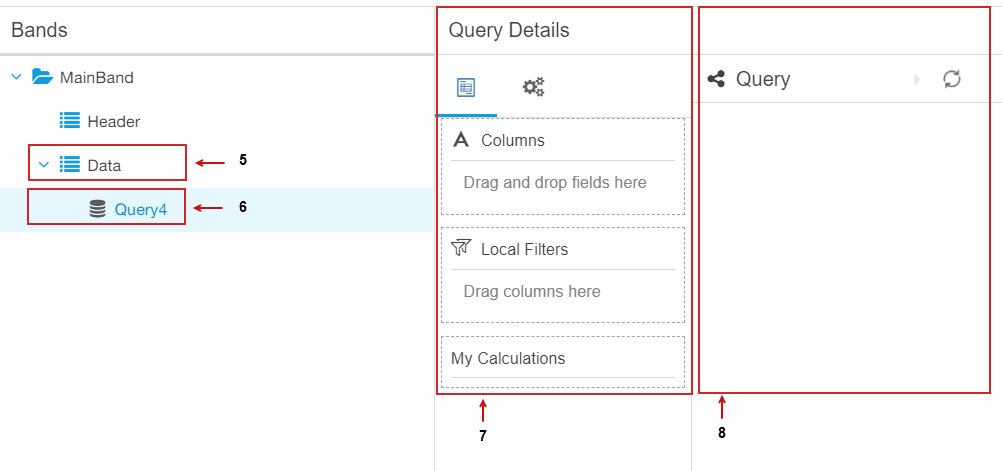 Bands
MainBand
Header
Data
5
Query4
6
Query Details
A Columns
Drag and drop fields here
Local Filters
Drag columns here
My Calculations
7
Query
8